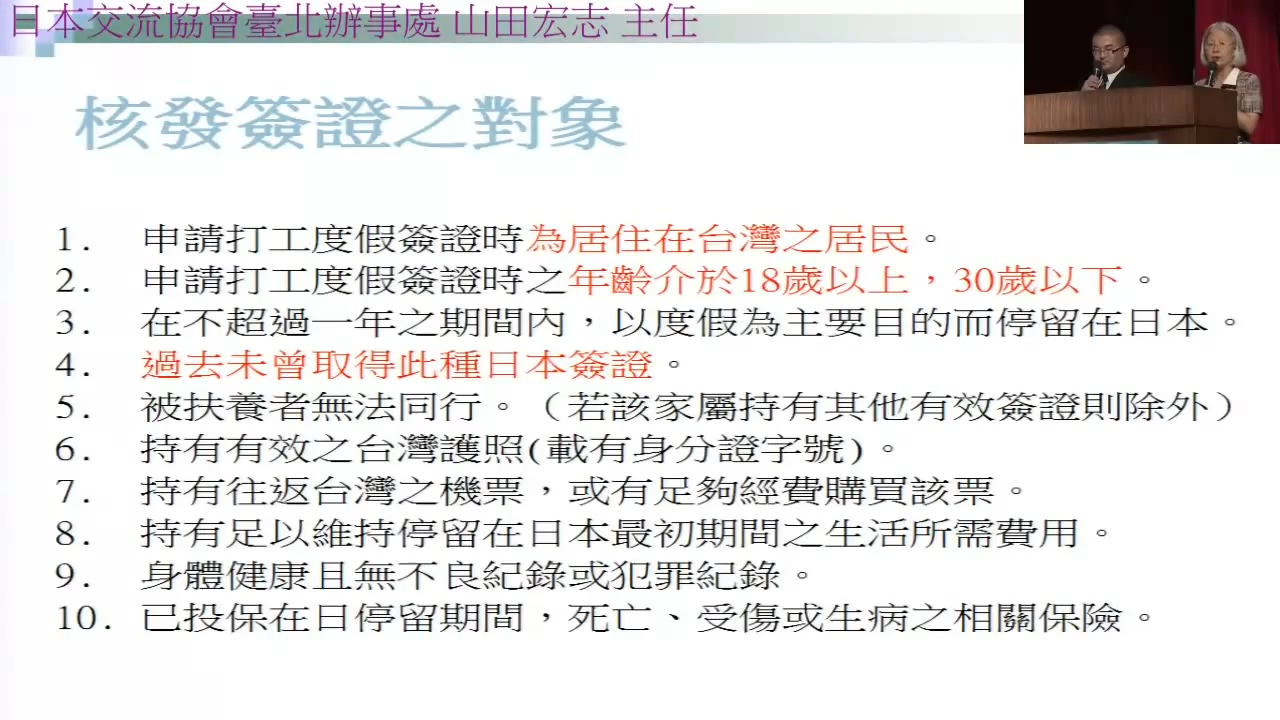 日本交流協會臺北辦事處 山田宏志 主任
核發簽證之對象
1. 申請打工度假簽證時為居住在台灣之居民。
2. 申請打工度假簽證時之年齡介於18歲以上，30歲以下。
3. 在不超過一年之期間內，以度假為主要目的而停留在日本。
4. 過去未曾取得此種日本簽證。
5. 被扶養者無法同行。（若該家屬持有其他有效簽證則除外）
6. 持有有效之台灣護照(載有身分證字號)。
7. 持有往返台灣之機票，或有足夠經費購買該票。
8. 持有足以維持停留在日本最初期間之生活所需費用。
9. 身體健康且無不良紀錄或犯罪紀錄。
10. 已投保在日停留期間，死亡、受傷或生病之相關保險。